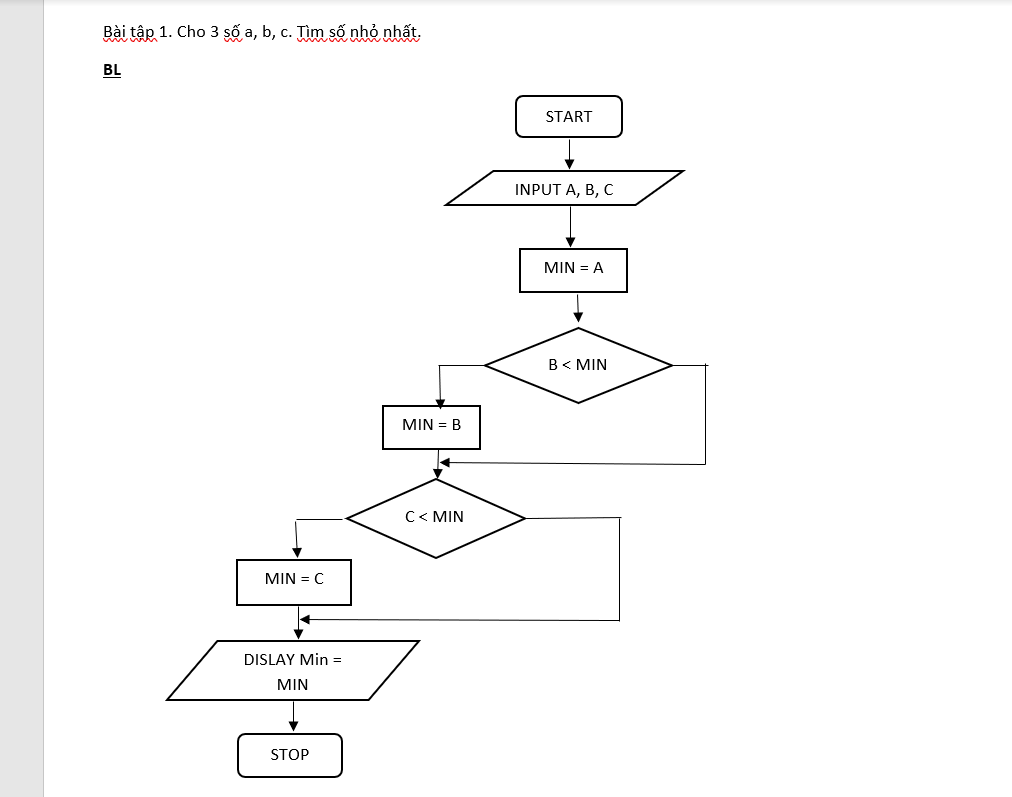 Bài tập 1. Cho 3 số a, b, c. Tìm số nhỏ nhất.
BL
START
INPUT A, B, C
MIN = A
B < MIN
MIN = B
C < MIN
MIN = C
DISLAY Min =
MIN
STOP